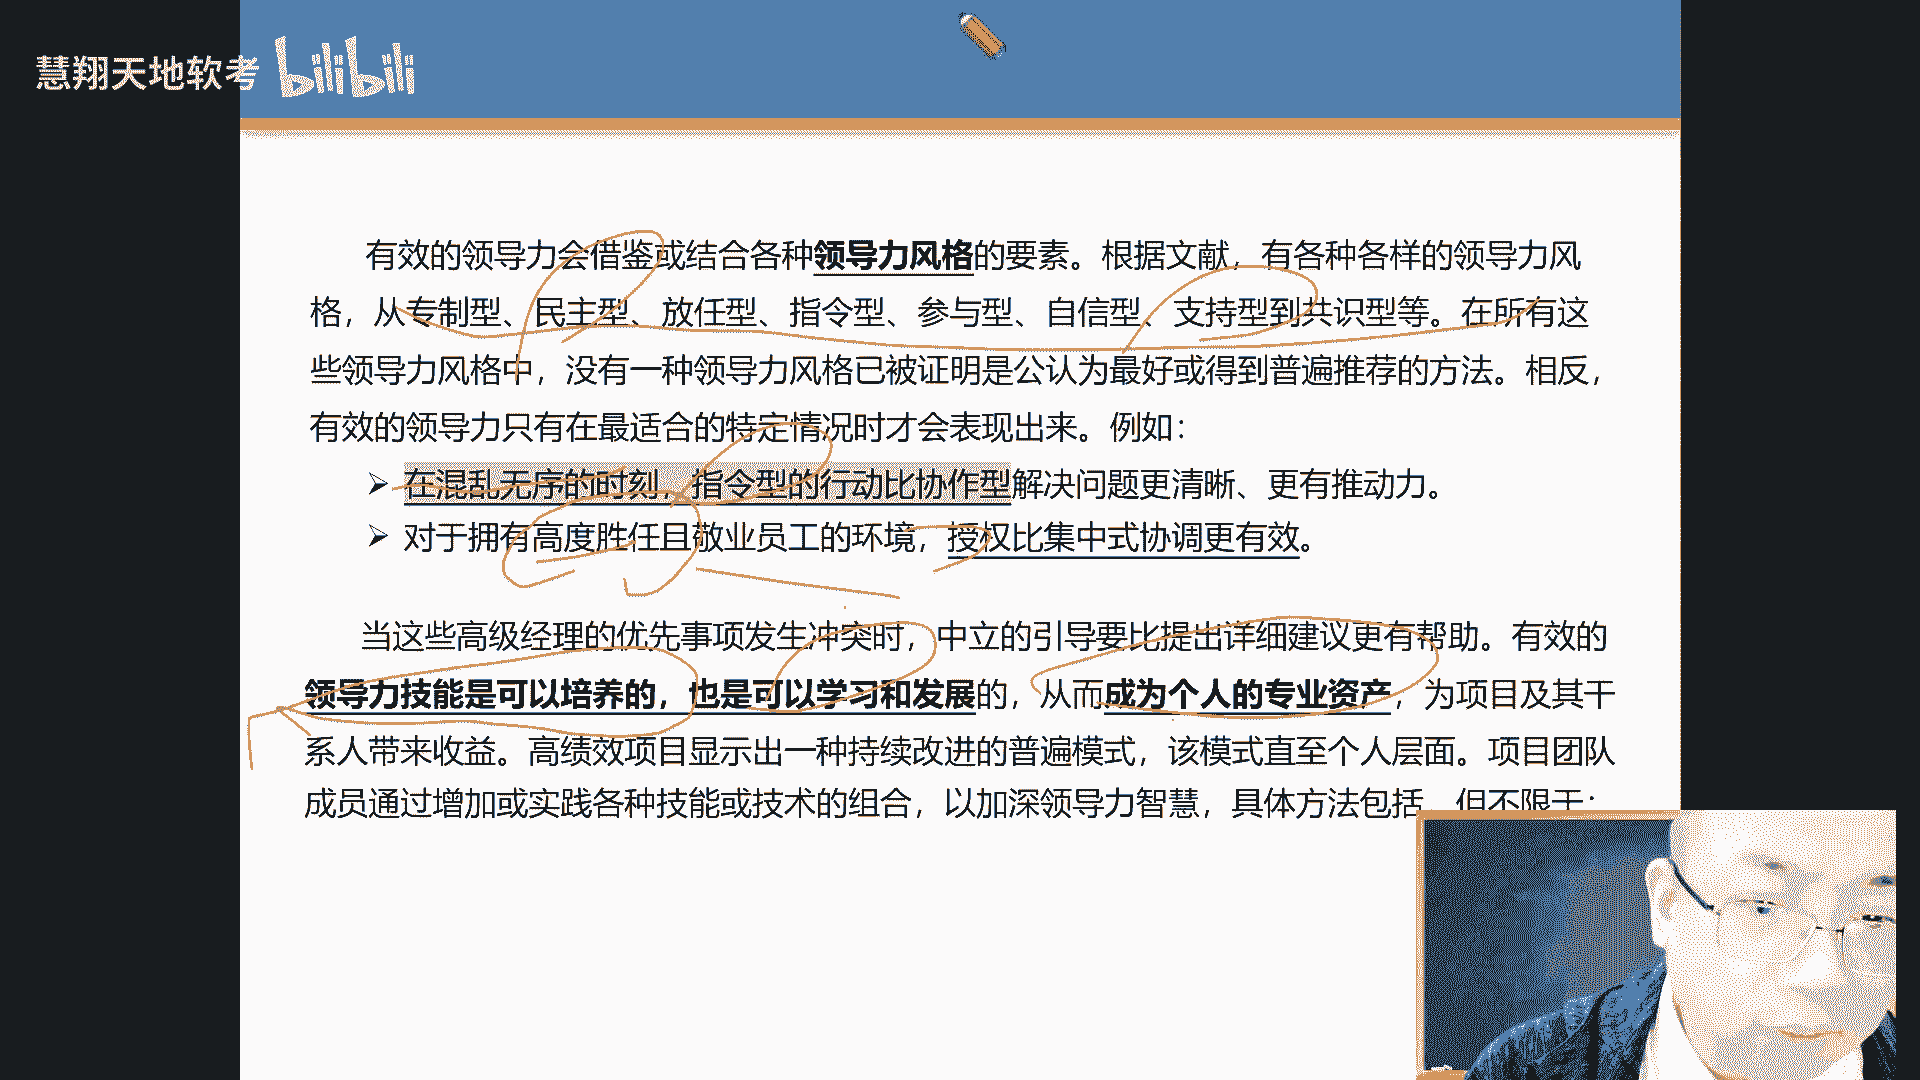 慧翔天地软考 bilibili
有效的领导力会借鉴或结合各种领导力风格的要素。根据文献，有各种各样的领导力风
格，从专制型、民主型、放任型、指令型、参与型、自信型、支持型到共识型等。在所有这
些领导力风格中，没有一种领导力风格已被证明是公认为最好或得到普遍推荐的方法。相反，
有效的领导力只有在最适合的特定情况时才会表现出来。例如：
➢ 在混乱无序的时刻，指令型的行动比协作型解决问题更清晰、更有推动力。
➢ 对于拥有高度胜任且敬业员工的环境，授权比集中式协调更有效。
当这些高级经理的优先事项发生冲突时，中立的引导要比提出详细建议更有帮助。有效的
领导力技能是可以培养的，也是可以学习和发展的，从而成为个人的专业资产，为项目及其干
系人带来收益。高绩效项目显示出一种持续改进的普遍模式，该模式直至个人层面。项目团队
成员通过增加或实践各种技能或技术的组合，以加深领导力智慧，具体方法包括，但不限于：